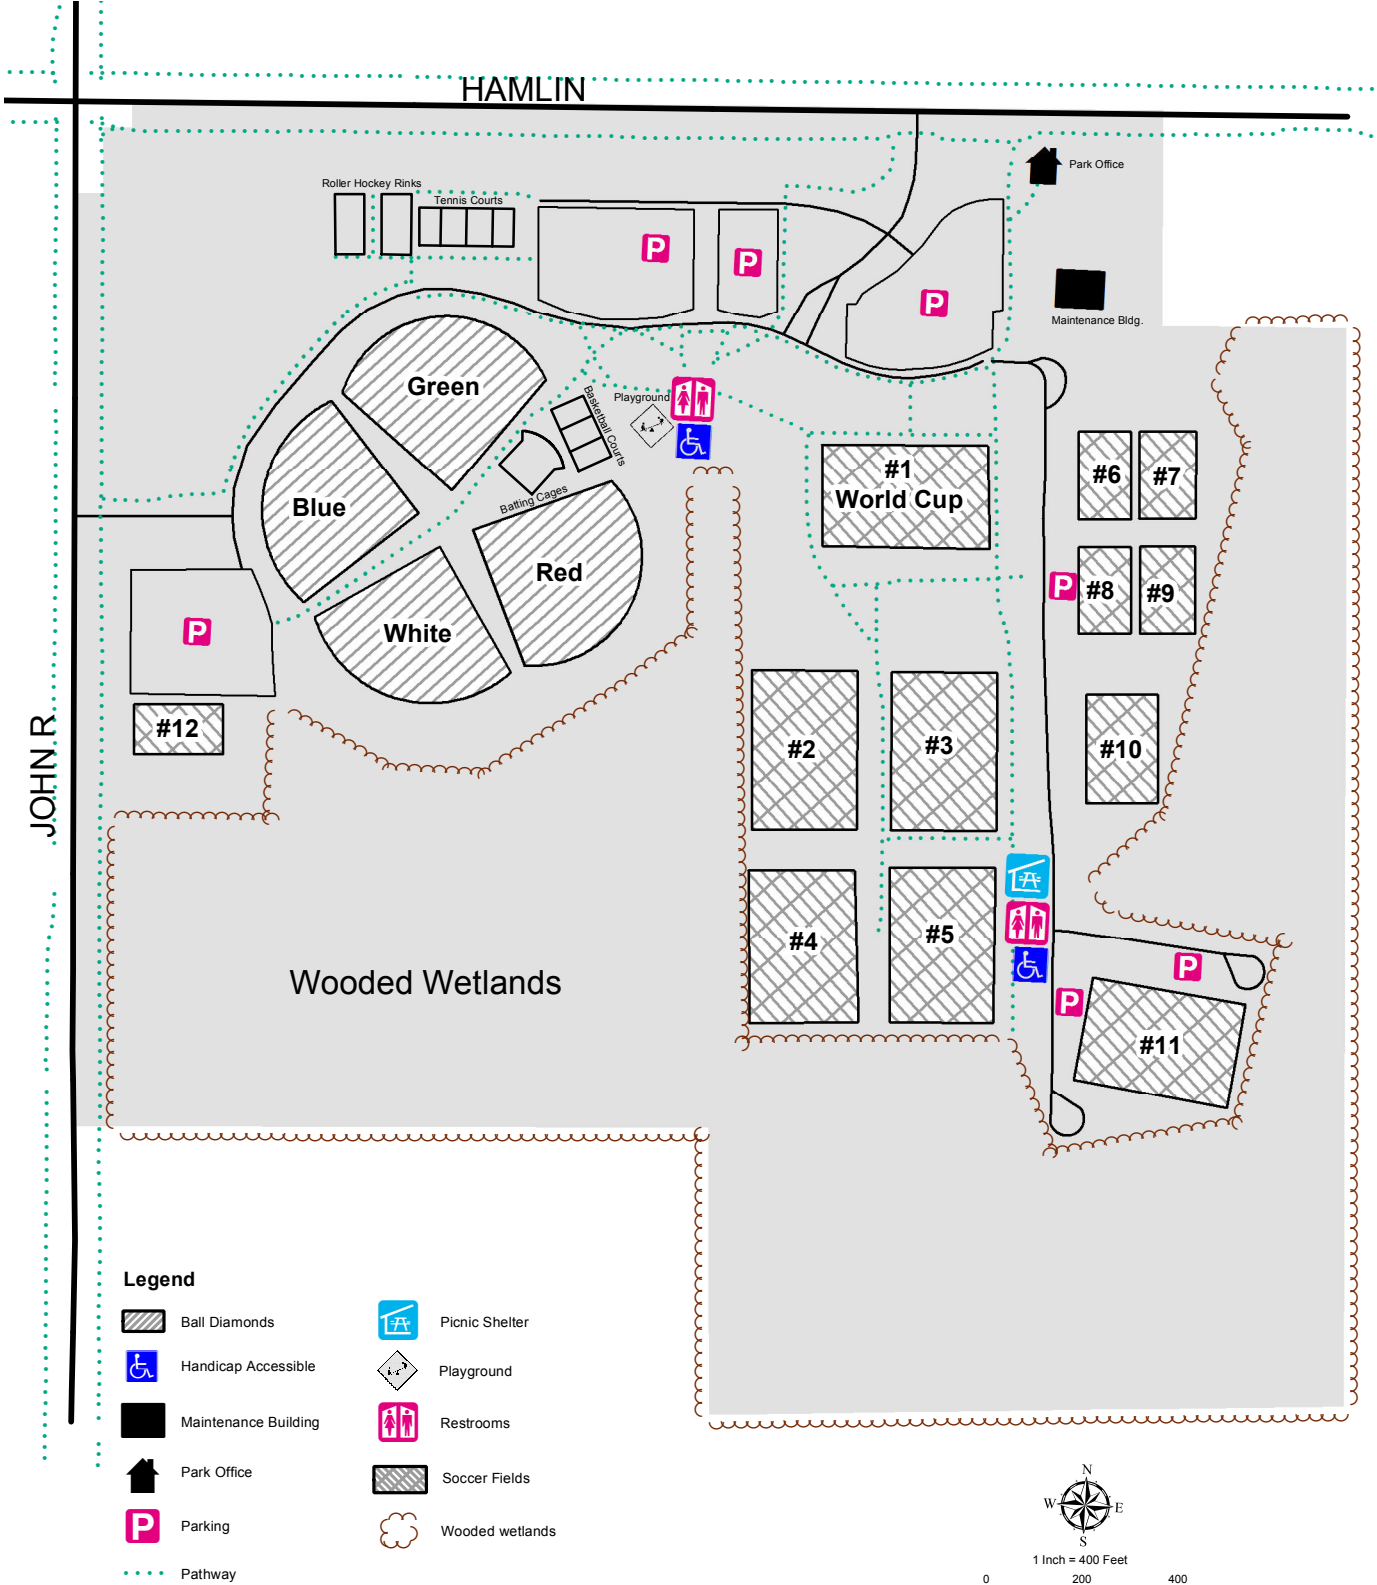 HAMLIN
Park Office
Roller Hockey Rinks
Tennis Courts
P
P
P
Maintenance Bldg.
Green
Playground
Basketball Courts
#1
World Cup
#6
#7
Blue
Batting Cages
Red
#8
#9
P
P
White
#12
JOHN R
#2
#3
#10
#4
#5
Wooded Wetlands
P
P
#11
Legend
Ball Diamonds
Picnic Shelter
Handicap Accessible
Playground
Maintenance Building
Restrooms
Park Office
Soccer Fields
P
Parking
Wooded wetlands
Pathway
N
W
E
S
1 Inch = 400 Feet
0 200 400